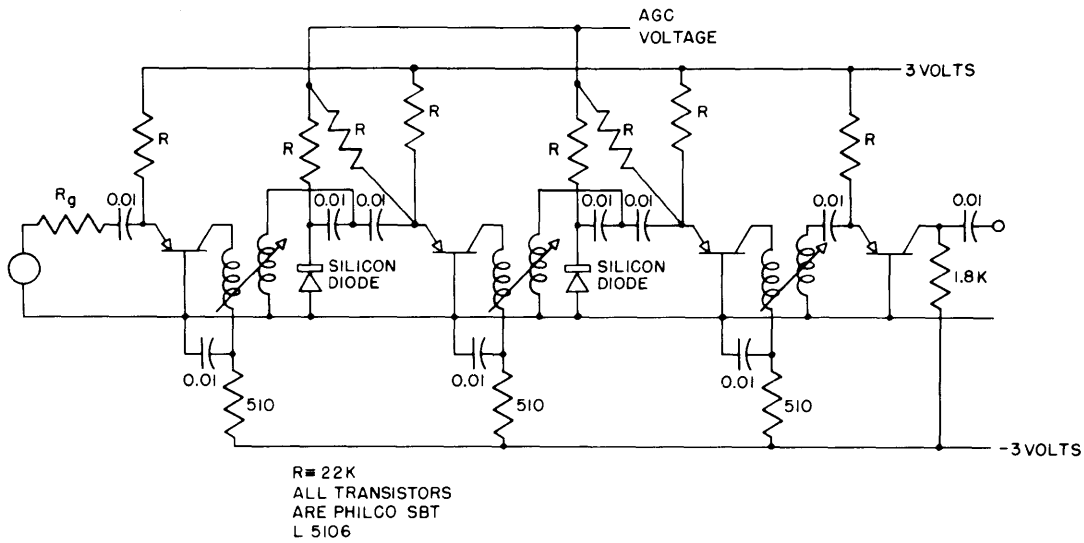 AGC
VOLTAGE
3 VOLTS
R
R
R
R
R
R
R
R
Rg
0.01
0.01
0.01
0.01
0.01
0.01
0.01
SILICON
DIODE
SILICON
DIODE
1.8K
0.01
0.01
0.01
510
510
510
-3 VOLTS
R≡22K
ALL TRANSISTORS
ARE PHILCO SBT
L 5106